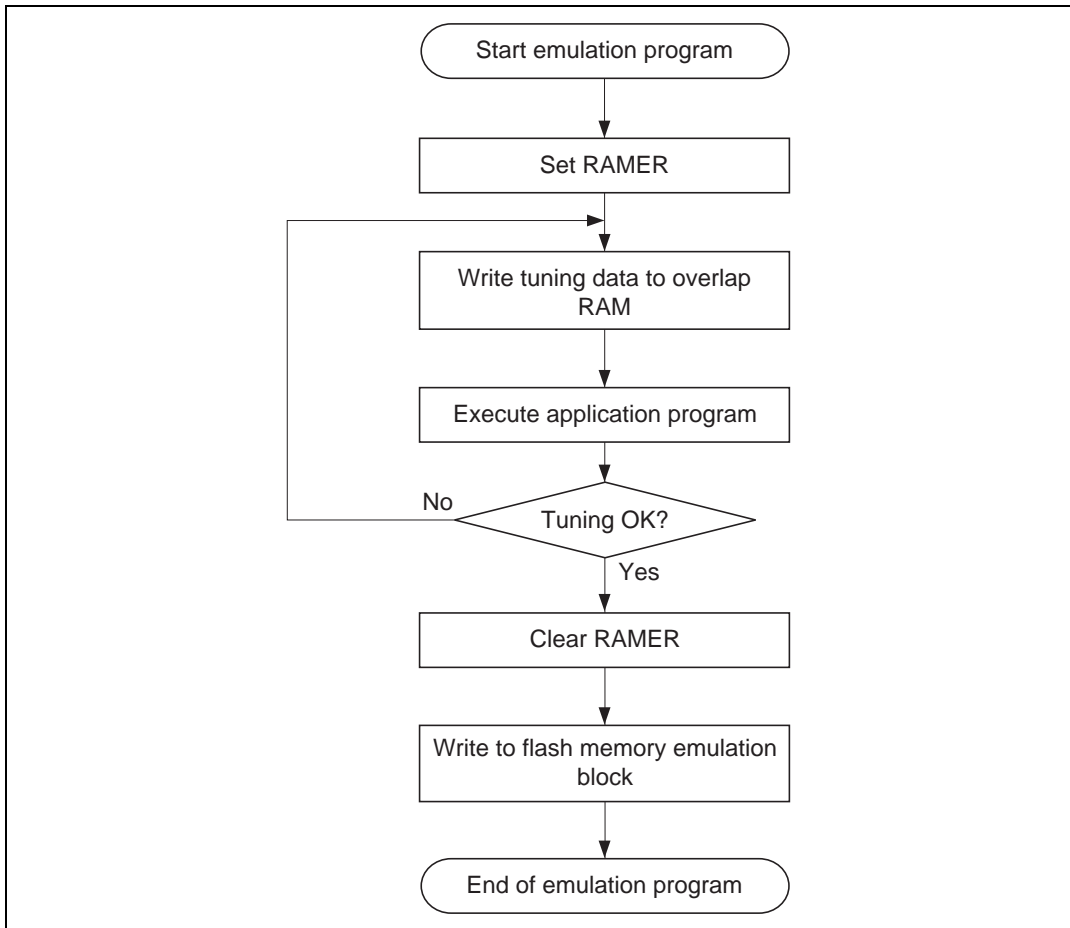 Start emulation program
Set RAMER
Write tuning data to overlap
RAM
Execute application program
No
Tuning OK?
Yes
Clear RAMER
Write to flash memory emulation
block
End of emulation program